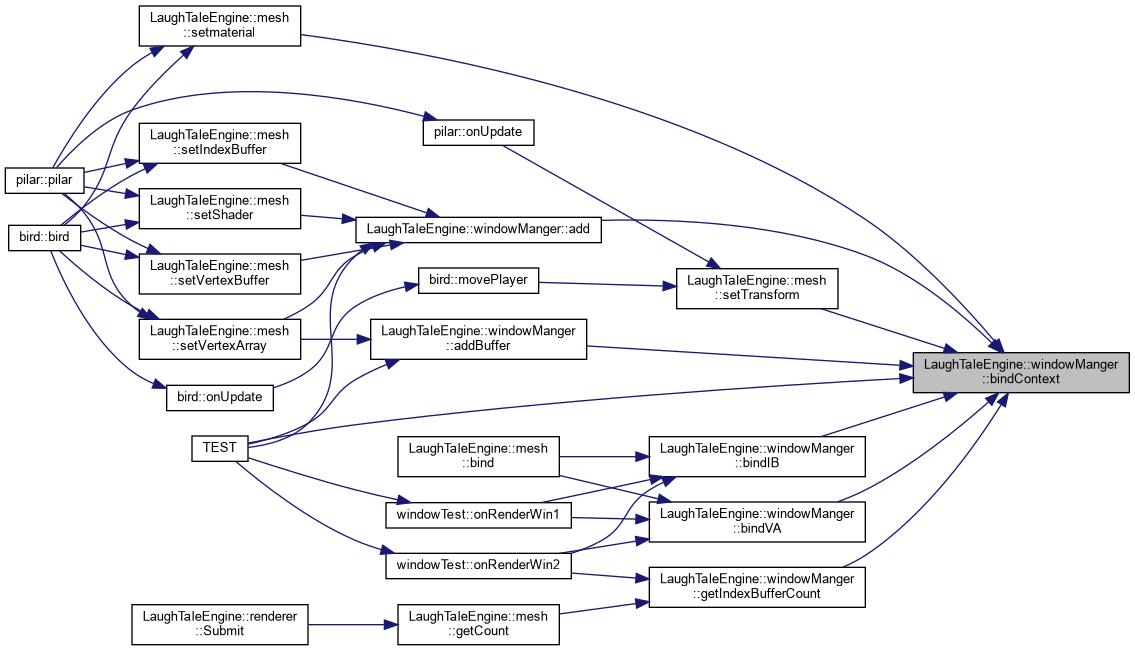 LaughTaleEngine::mesh
::setmaterial
pilar::onUpdate
LaughTaleEngine::mesh
::setIndexBuffer
pilar::pilar
LaughTaleEngine::mesh
::setShader
bird::bird
LaughTaleEngine::windowManger::add
LaughTaleEngine::mesh
::setVertexBuffer
bird::movePlayer
LaughTaleEngine::mesh
::setTransform
LaughTaleEngine::mesh
::setVertexArray
LaughTaleEngine::windowManger
::addBuffer
LaughTaleEngine::windowManger
::bindContext
bird::onUpdate
TEST
LaughTaleEngine::mesh
::bind
LaughTaleEngine::windowManger
::bindIB
windowTest::onRenderWin1
LaughTaleEngine::windowManger
::bindVA
windowTest::onRenderWin2
LaughTaleEngine::windowManger
::getIndexBufferCount
LaughTaleEngine::renderer
::Submit
LaughTaleEngine::mesh
::getCount